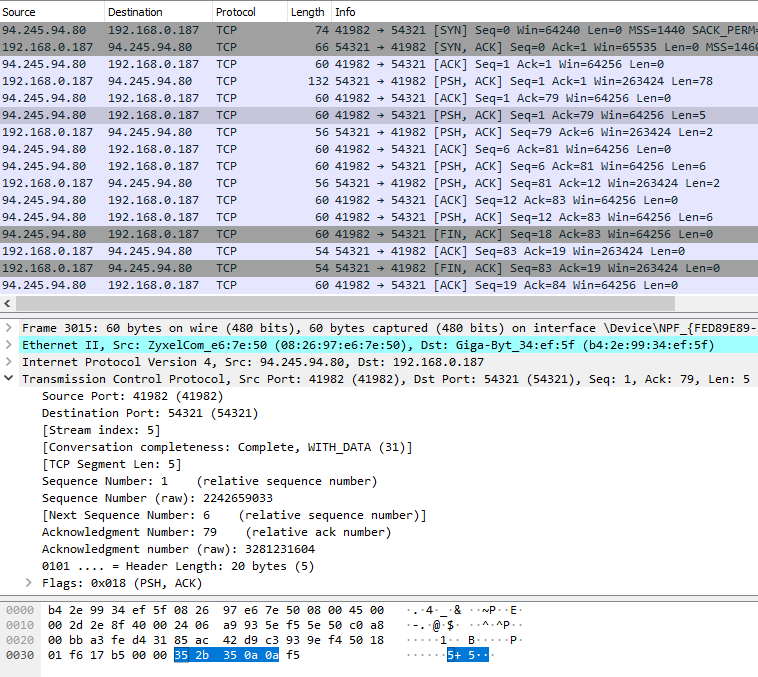 Source Destination Protocol Length Info
94.245.94.80 192.168.0.187 TCP 74 41982 → 54321 [SYN] Seq=0 Win=64240 Len=0 MSS=1440 SACK_PERM=
192.168.0.187 94.245.94.80 TCP 66 54321 → 41982 [SYN, ACK] Seq=0 Ack=1 Win=65535 Len=0 MSS=1460
94.245.94.80 192.168.0.187 TCP 60 41982 → 54321 [ACK] Seq=1 Ack=1 Win=64256 Len=0
192.168.0.187 94.245.94.80 TCP 132 54321 → 41982 [PSH, ACK] Seq=1 Ack=1 Win=263424 Len=78
94.245.94.80 192.168.0.187 TCP 60 41982 → 54321 [ACK] Seq=1 Ack=79 Win=64256 Len=0
94.245.94.80 192.168.0.187 TCP 60 41982 → 54321 [PSH, ACK] Seq=1 Ack=79 Win=64256 Len=5
192.168.0.187 94.245.94.80 TCP 56 54321 → 41982 [PSH, ACK] Seq=79 Ack=6 Win=263424 Len=2
94.245.94.80 192.168.0.187 TCP 60 41982 → 54321 [ACK] Seq=6 Ack=81 Win=64256 Len=0
94.245.94.80 192.168.0.187 TCP 60 41982 → 54321 [PSH, ACK] Seq=6 Ack=81 Win=64256 Len=6
192.168.0.187 94.245.94.80 TCP 56 54321 → 41982 [PSH, ACK] Seq=81 Ack=12 Win=263424 Len=2
94.245.94.80 192.168.0.187 TCP 60 41982 → 54321 [ACK] Seq=12 Ack=83 Win=64256 Len=0
94.245.94.80 192.168.0.187 TCP 60 41982 → 54321 [PSH, ACK] Seq=12 Ack=83 Win=64256 Len=6
94.245.94.80 192.168.0.187 TCP 60 41982 → 54321 [FIN, ACK] Seq=18 Ack=83 Win=64256 Len=0
192.168.0.187 94.245.94.80 TCP 54 54321 → 41982 [ACK] Seq=83 Ack=19 Win=263424 Len=0
192.168.0.187 94.245.94.80 TCP 54 54321 → 41982 [FIN, ACK] Seq=83 Ack=19 Win=263424 Len=0
94.245.94.80 192.168.0.187 TCP 60 41982 → 54321 [ACK] Seq=19 Ack=84 Win=64256 Len=0
Frame 3015: 60 bytes on wire (480 bits), 60 bytes captured (480 bits) on interface \Device\NPF_{FED89E89-
Ethernet II, Src: ZyxelCom_e6:7e:50 (08:26:97:e6:7e:50), Dst: Giga-Byt_34:ef:5f (b4:2e:99:34:ef:5f)
Internet Protocol Version 4, Src: 94.245.94.80, Dst: 192.168.0.187
Transmission Control Protocol, Src Port: 41982 (41982), Dst Port: 54321 (54321), Seq: 1, Ack: 79, Len: 5
Source Port: 41982 (41982)
Destination Port: 54321 (54321)
[Stream index: 5]
[Conversation completeness: Complete, WITH_DATA (31)]
[TCP Segment Len: 5]
Sequence Number: 1 (relative sequence number)
Sequence Number (raw): 2242659033
[Next Sequence Number: 6 (relative sequence number)]
Acknowledgment Number: 79 (relative ack number)
Acknowledgment number (raw): 3281231604
0101 .... = Header Length: 20 bytes (5)
Flags: 0x018 (PSH, ACK)
0000 b4 2e 99 34 ef 5f 08 26 97 e6 7e 50 08 00 45 00 ·.·4·_·& ··~P··E·
0010 00 2d 2e 8f 40 00 24 06 a9 93 5e f5 5e 50 c0 a8 ·-.·@·$· ··^·^P··
0020 00 bb a3 fe d4 31 85 ac 42 d9 c3 93 9e f4 50 18 ·····1·· B·····P·
0030 01 f6 17 b5 00 00 35 2b 35 0a 0a f5 ······5+ 5···